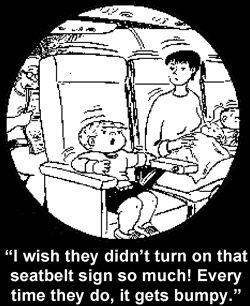 “I wish they didn’t turn on that
seatbelt sign so much! Every
time they do, it gets bumpy.”